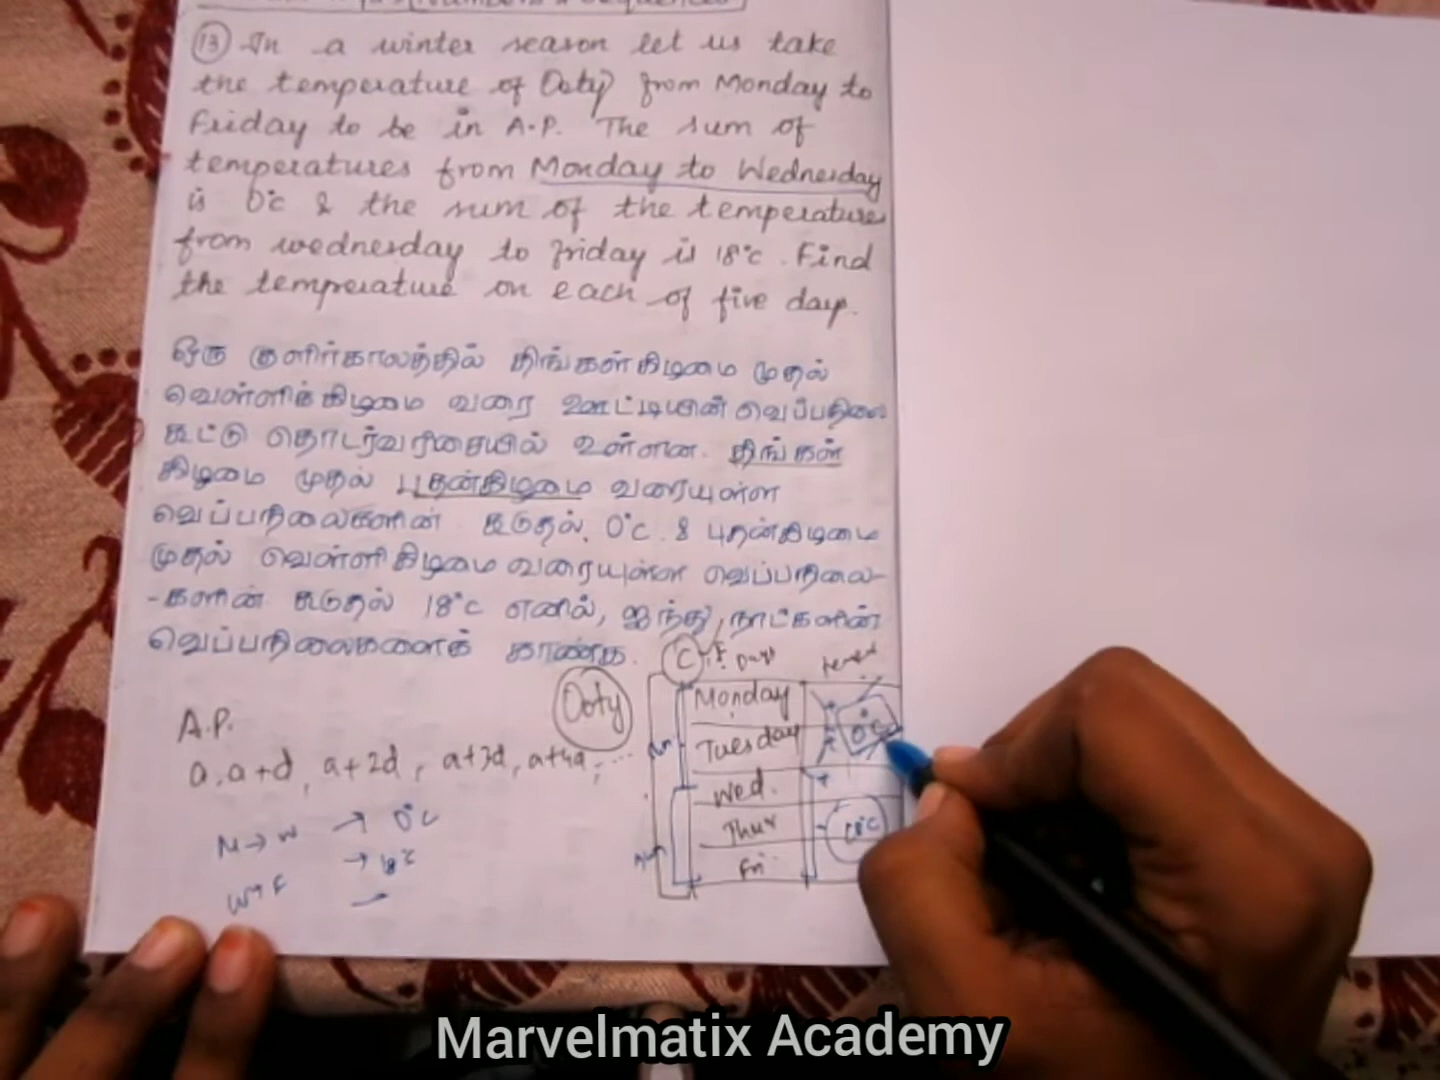 Numbers & Sequences
13 In a winter season let us take
the temperature of Ooty from Monday to
Friday to be in A.P. The sum of
temperatures from Monday to Wednesday
is 0°c & the sum of the temperatures
from wednesday to Friday is 18°c. Find
the temperature on each of five days.
ஒரு குளிர்காலத்தில் திங்கள்கிழமை முதல்
வெள்ளிக்கிழமை வரை ஊட்டியின் வெப்பநிலை
கூட்டு தொடர்வரிசையில் உள்ளன. திங்கள்
கிழமை முதல் புதன்கிழமை வரையுள்ள
வெப்பநிலைகளின் கூடுதல் 0°c & புதன்கிழமை
முதல் வெள்ளிகிழமை வரையுள்ள வெப்பநிலை-
-களின் கூடுதல் 18°c எனில், ஐந்து நாட்களின்
வெப்பநிலைகளைக் காண்க.
C, F Days
Ooty
Monday
Tuesday 0°c
Wed.
Thur 18°c
Fri
A.P.
a, a+d, a+2d, a+3d, a+4d, ...
M→W → 0°C
W→F → 18°C
Marvelmatix Academy